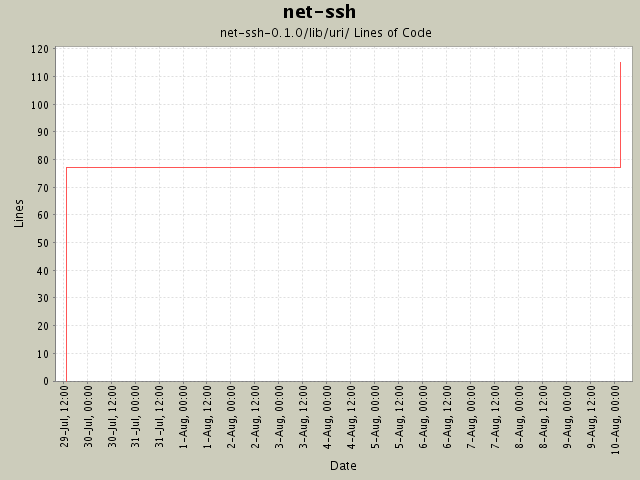 net-ssh
net-ssh-0.1.0/lib/uri/ Lines of Code
120
110
100
90
80
70
60
50
40
30
20
10
0
Lines
29-Jul, 12:00
30-Jul, 00:00
30-Jul, 12:00
31-Jul, 00:00
31-Jul, 12:00
1-Aug, 00:00
1-Aug, 12:00
2-Aug, 00:00
2-Aug, 12:00
3-Aug, 00:00
3-Aug, 12:00
4-Aug, 00:00
4-Aug, 12:00
5-Aug, 00:00
5-Aug, 12:00
6-Aug, 00:00
6-Aug, 12:00
7-Aug, 00:00
7-Aug, 12:00
8-Aug, 00:00
8-Aug, 12:00
9-Aug, 00:00
9-Aug, 12:00
10-Aug, 00:00
Date